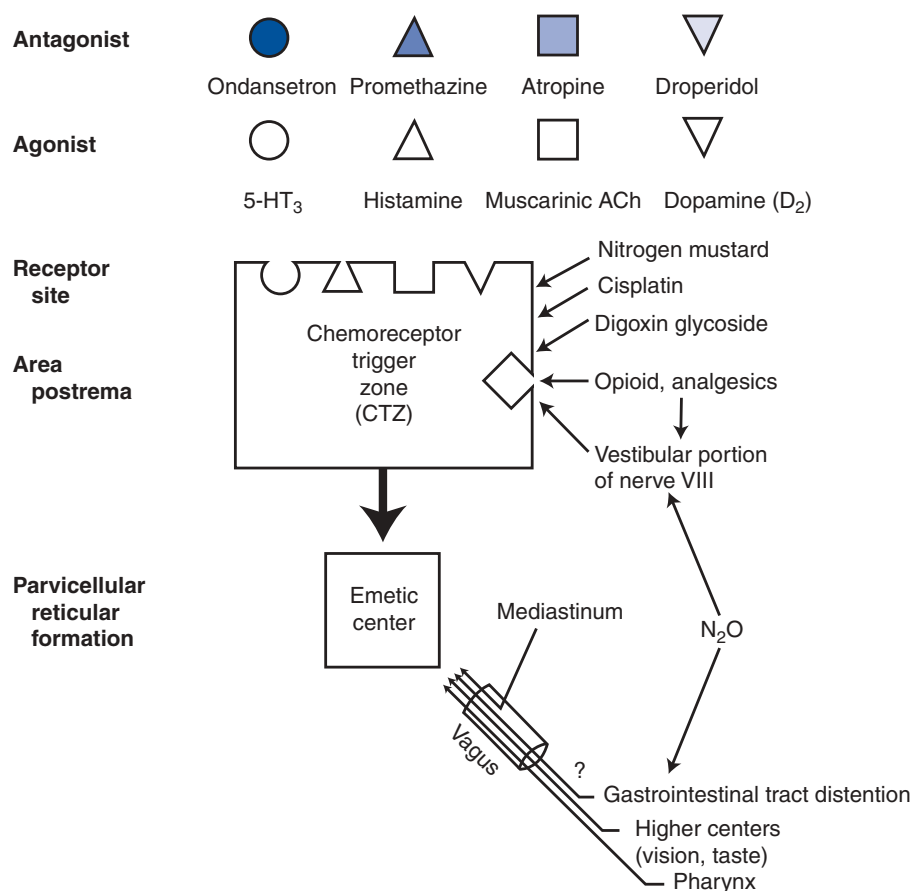 Antagonist
Ondansetron Promethazine Atropine Droperidol
Agonist
5-HT3 Histamine Muscarinic ACh Dopamine (D2)
Receptor
site
Nitrogen mustard
Cisplatin
Digoxin glycoside
Chemoreceptor
trigger
zone
(CTZ)
Area
postrema
Opioid, analgesics
Vestibular portion
of nerve VIII
Parvicellular
reticular
formation
Emetic
center
Mediastinum
N2O
Vagus
?
Gastrointestinal tract distention
Higher centers
(vision, taste)
Pharynx